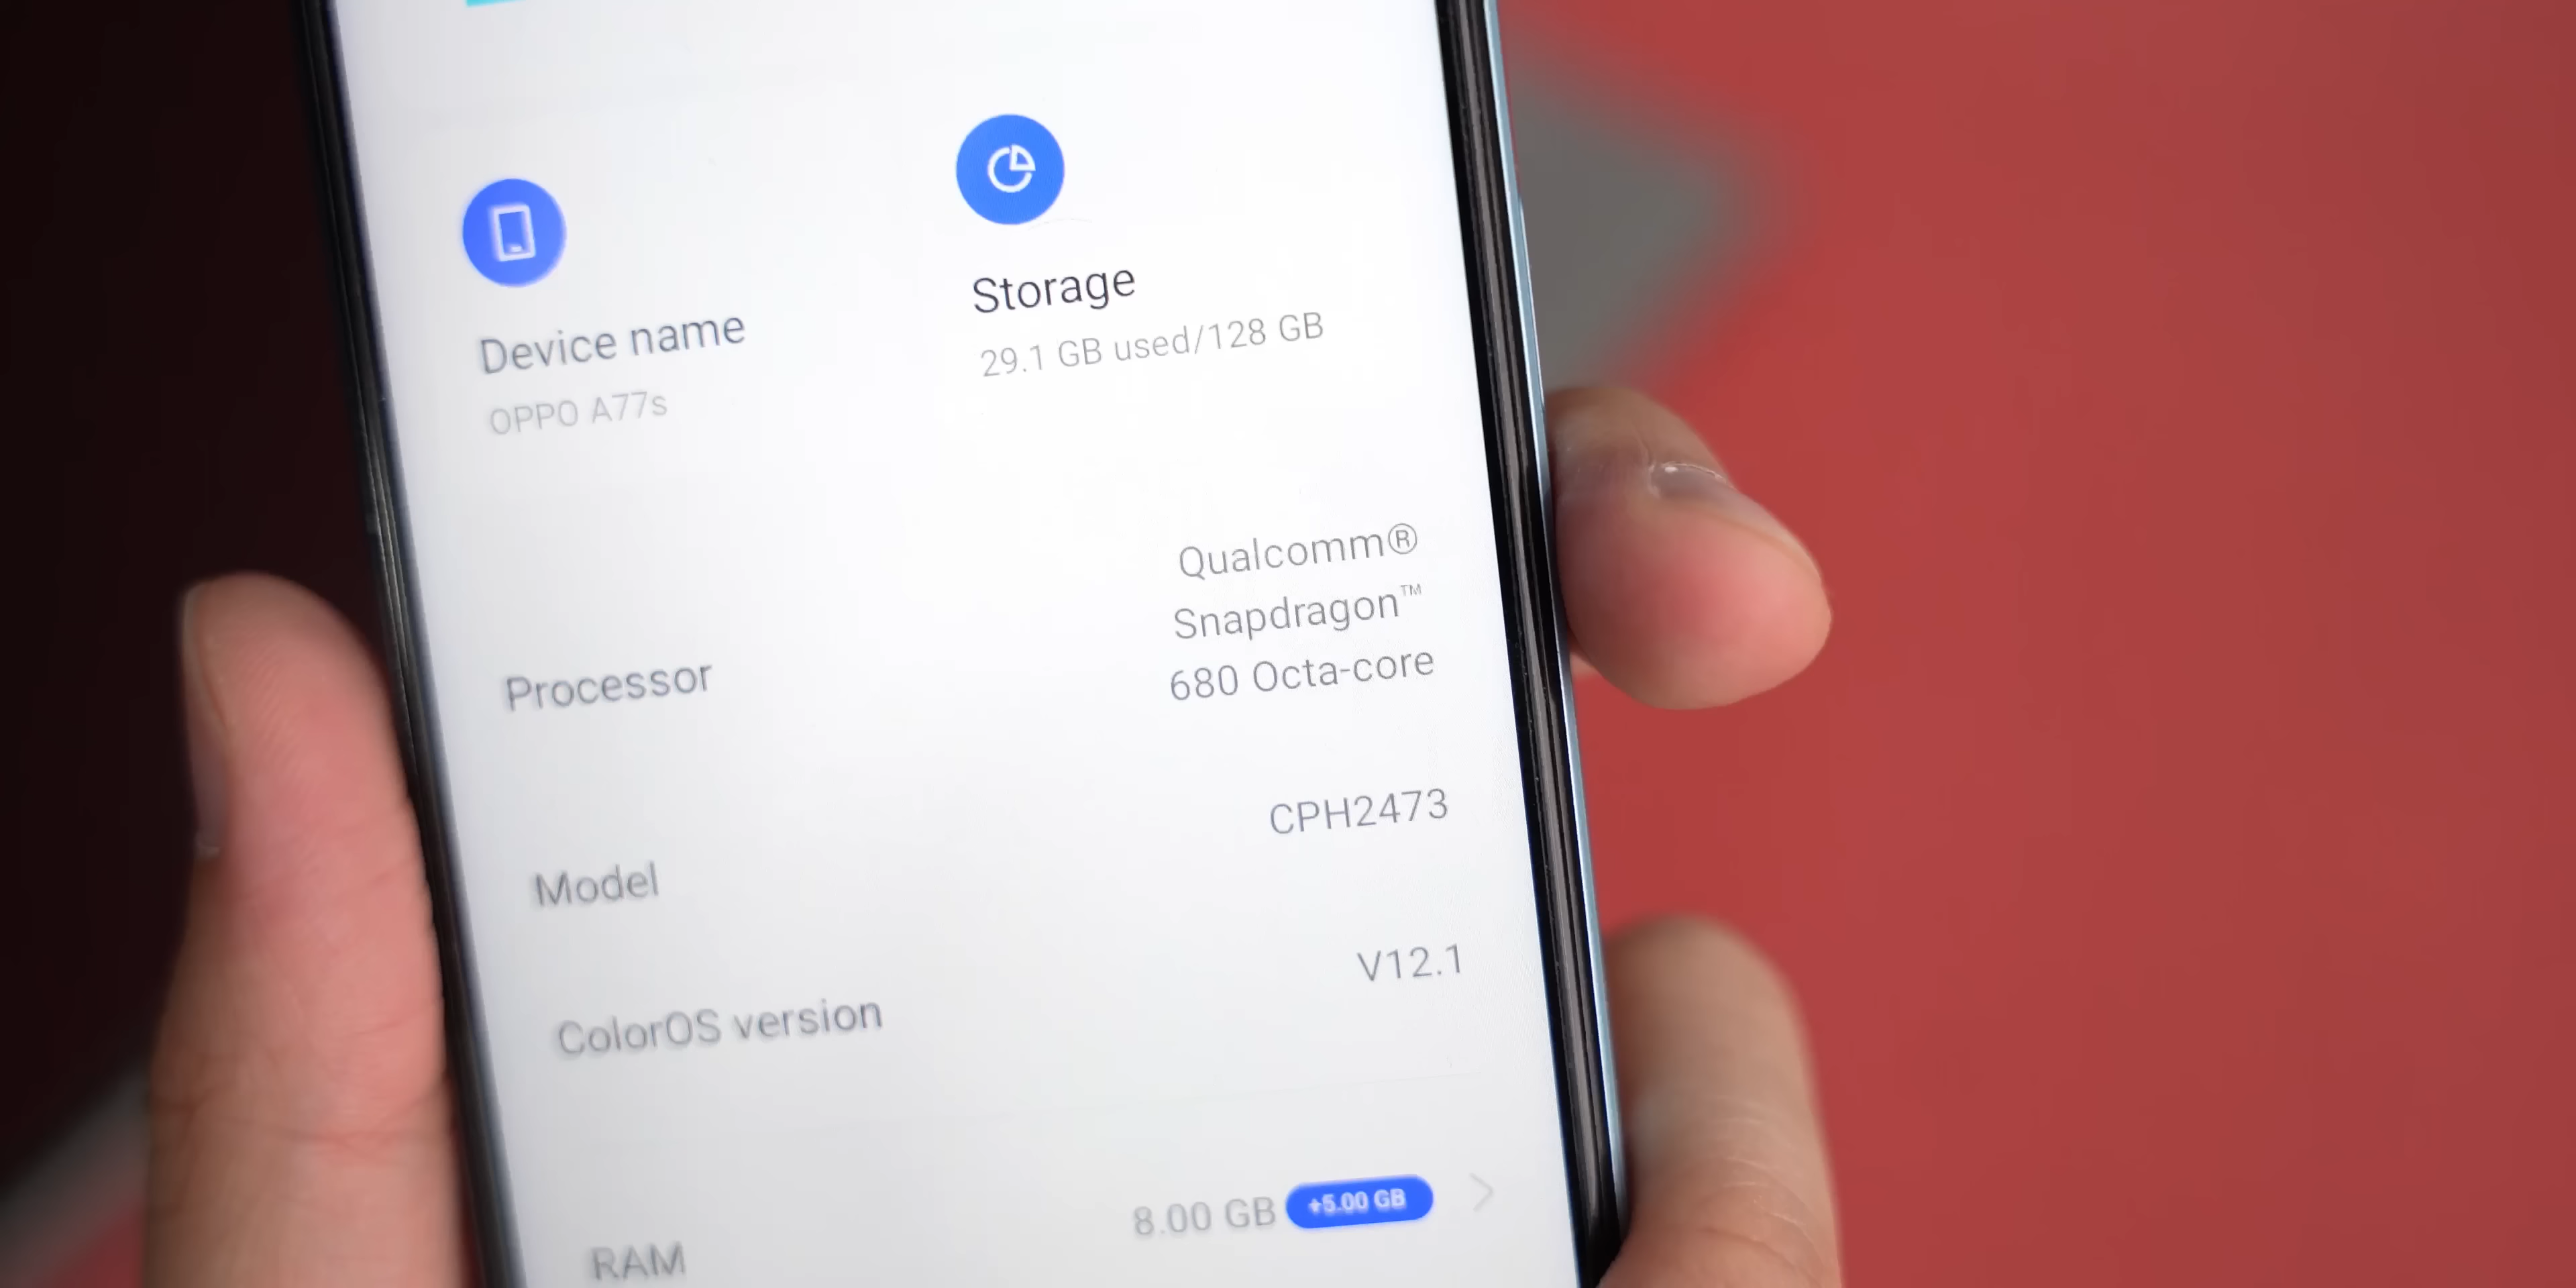 Device name
OPPO A77s
Storage
29.1 GB used/128 GB
Processor
Qualcomm®
Snapdragon™
680 Octa-core
Model
CPH2473
ColorOS version
V12.1
RAM
8.00 GB +5.00 GB